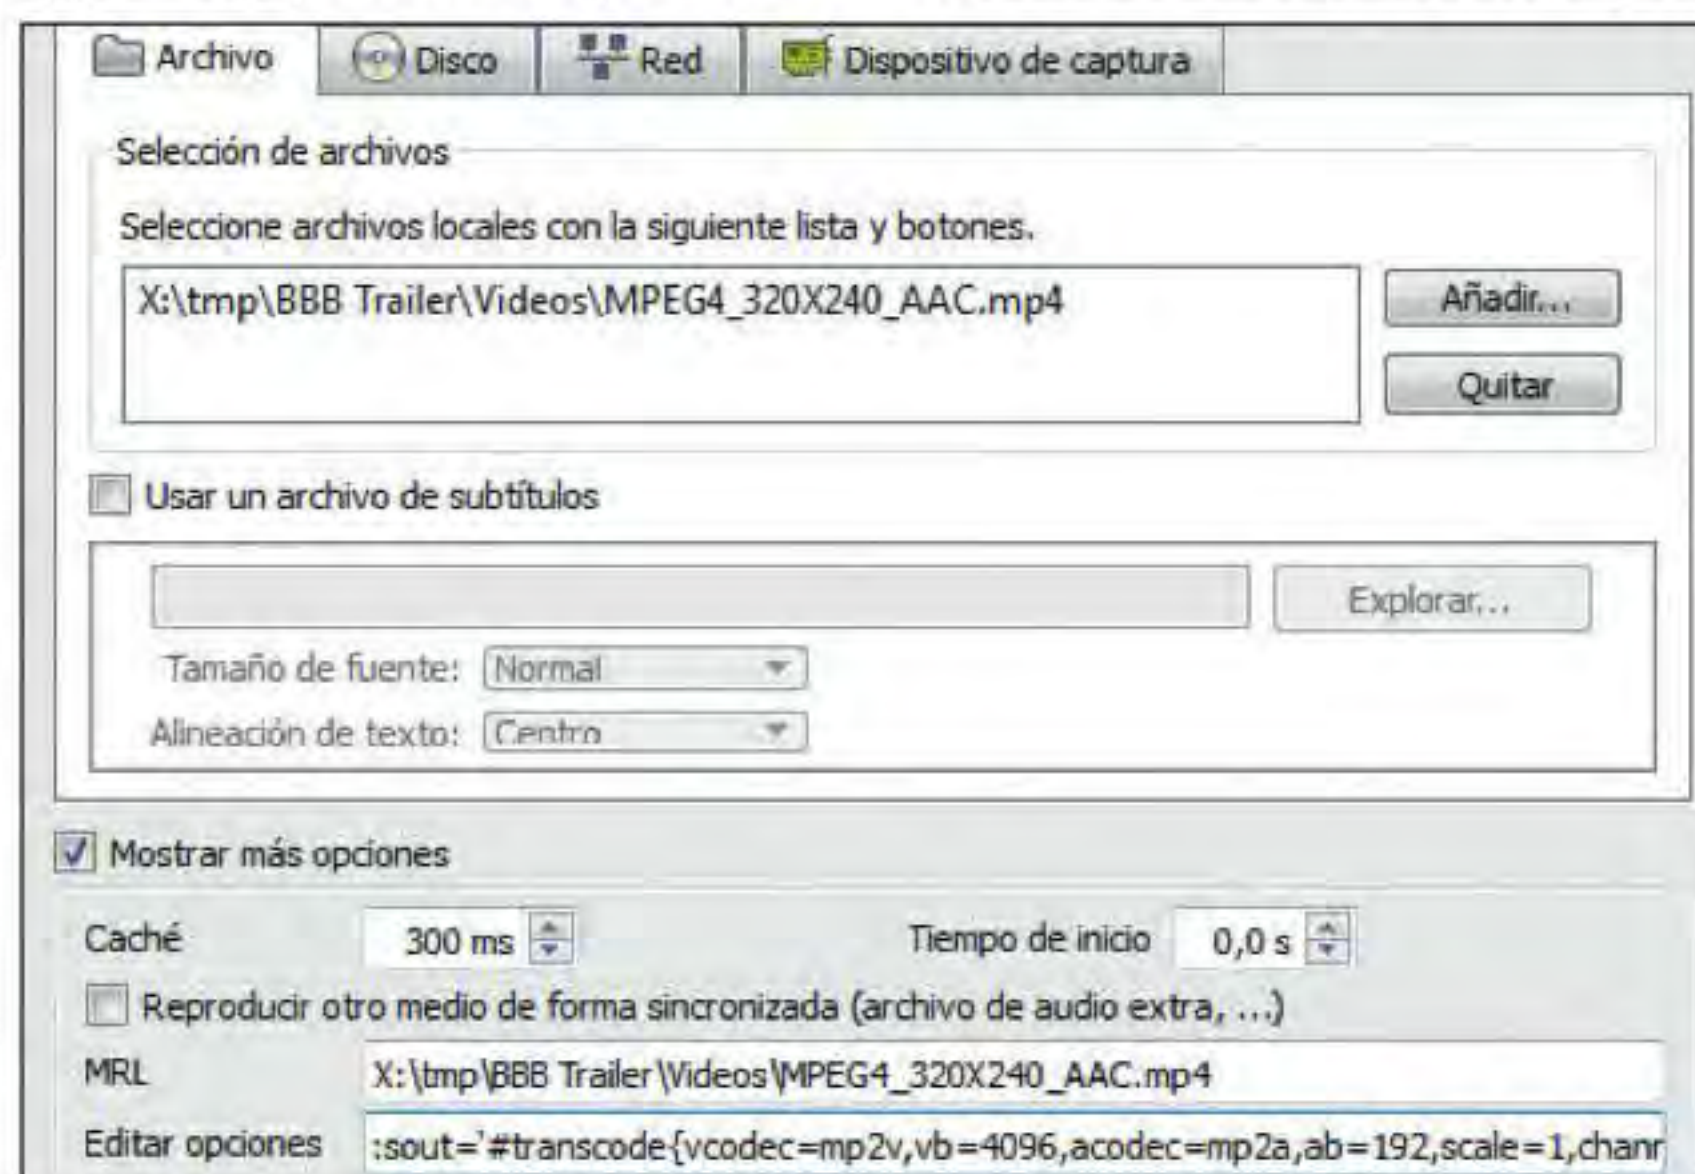 Archivo Disco Red Dispositivo de captura
Selección de archivos
Seleccione archivos locales con la siguiente lista y botones.
X:\tmp\BBB Trailer\Videos\MPEG4_320X240_AAC.mp4
Añadir...
Quitar
Usar un archivo de subtítulos
Explorar...
Tamaño de fuente: Normal
Alineación de texto: Centro
Mostrar más opciones
Caché 300 ms Tiempo de inicio 0,0 s
Reproducir otro medio de forma sincronizada (archivo de audio extra, ...)
MRL X:\tmp\BBB Trailer\Videos\MPEG4_320X240_AAC.mp4
Editar opciones :sout='#transcode{vcodec=mp2v,vb=4096,acodec=mp2a,ab=192,scale=1,chanr